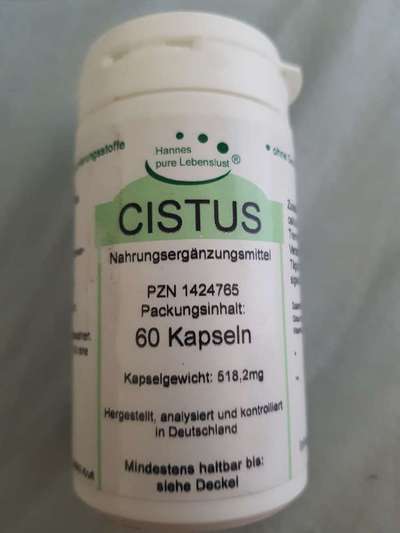 Hannes
pure Lebenslust®
CISTUS
Nahrungsergänzungsmittel
PZN 1424765
Packungsinhalt:
60 Kapseln
Kapselgewicht: 518,2mg
Hergestellt, analysiert und kontrolliert
in Deutschland
Mindestens haltbar bis:
siehe Deckel